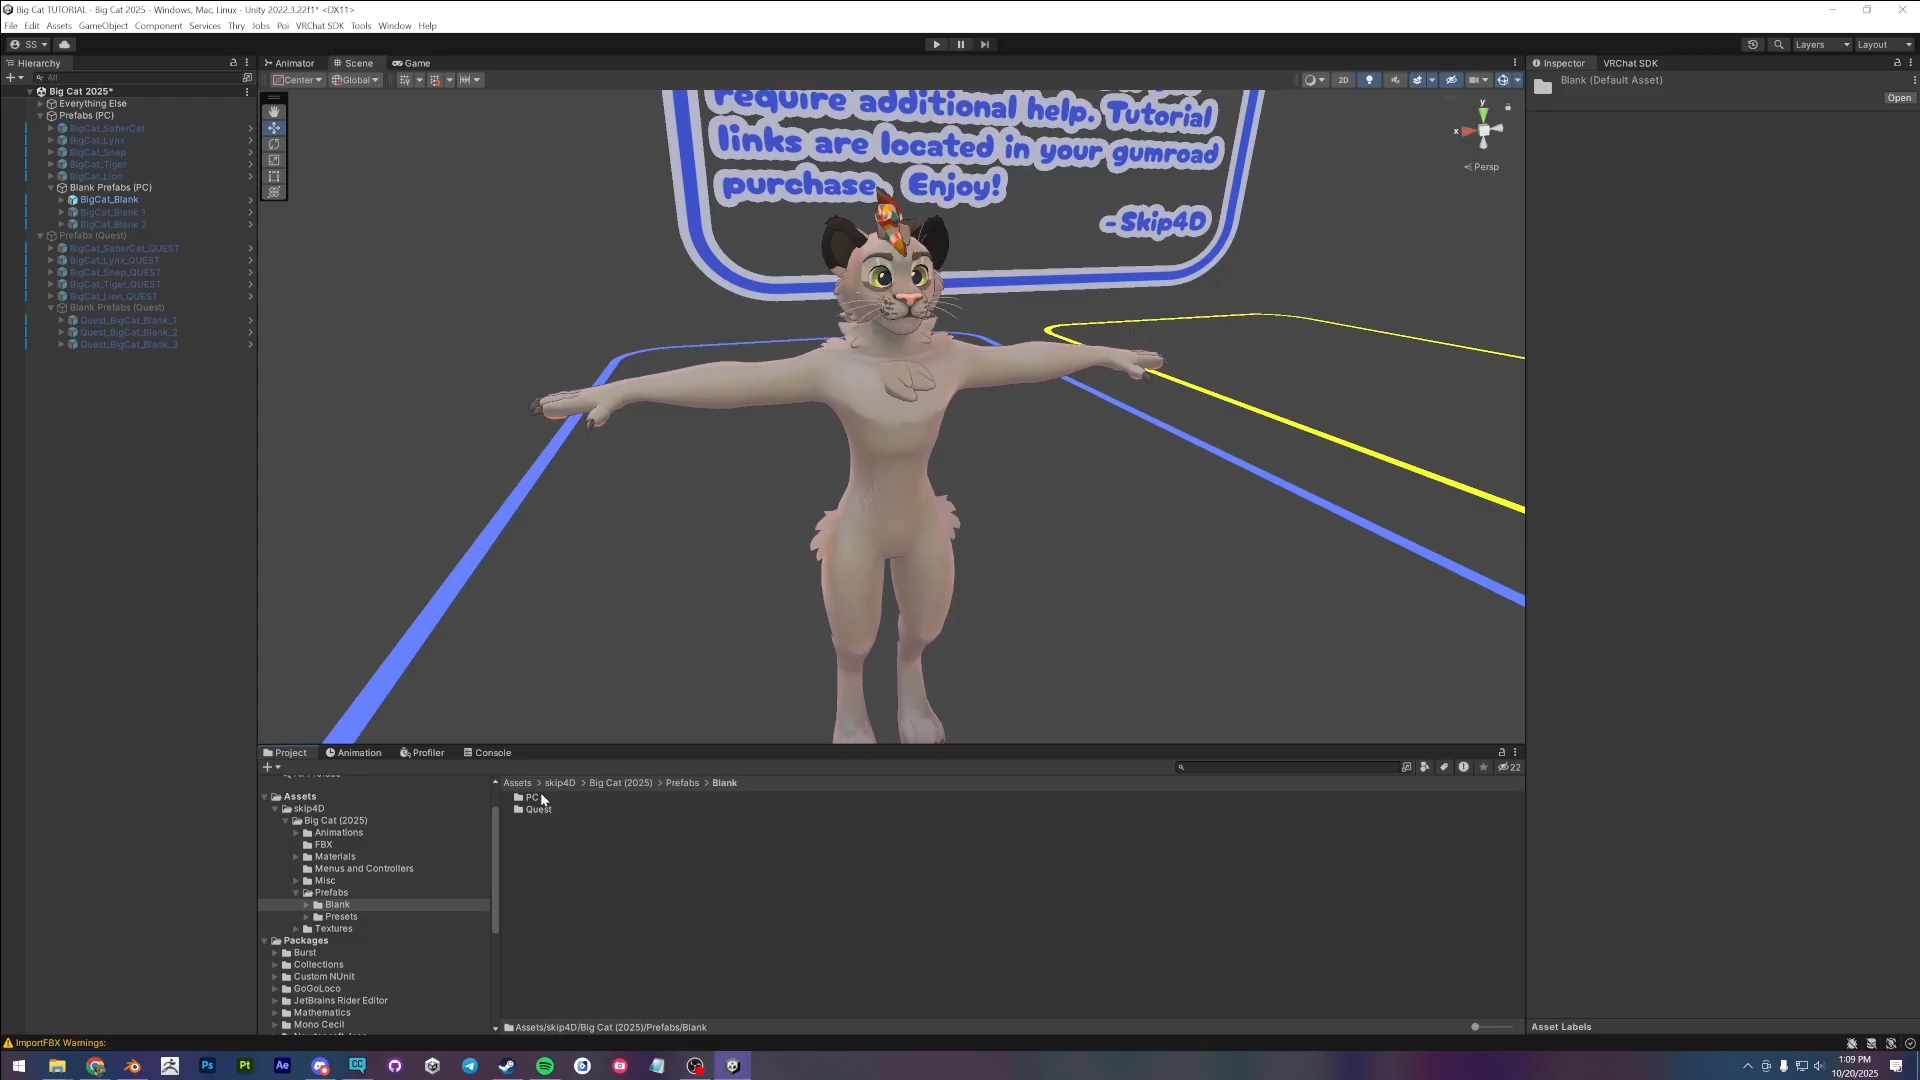 Big Cat TUTORIAL - Big Cat 2025 - Windows, Mac, Linux - Unity 2022.3.22f1* <DX11>
File Edit Assets GameObject Component Services Thry Jobs Poi VRChat SDK Tools Window Help
SS
Layers
Layout
Hierarchy
All
Big Cat 2025*
Everything Else
Prefabs (PC)
BigCat_SaberCat
BigCat_Lynx
BigCat_Snep
BigCat_Tiger
BigCat_Lion
Blank Prefabs (PC)
BigCat_Blank
BigCat_Blank 1
BigCat_Blank 2
Prefabs (Quest)
BigCat_SaberCat_QUEST
BigCat_Lynx_QUEST
BigCat_Snep_QUEST
BigCat_Tiger_QUEST
BigCat_Lion_QUEST
Blank Prefabs (Quest)
Quest_BigCat_Blank_1
Quest_BigCat_Blank_2
Quest_BigCat_Blank_3
Animator Scene Game
Center Global
2D
require additional help. Tutorial
links are located in your gumroad
purchase. Enjoy!
-Skip4D
y
x
Persp
Inspector VRChat SDK
Blank (Default Asset)
Open
Project Animation Profiler Console
22
Assets
skip4D
Big Cat (2025)
Animations
FBX
Materials
Menus and Controllers
Misc
Prefabs
Blank
Presets
Textures
Packages
Burst
Collections
Custom NUnit
GoGoLoco
JetBrains Rider Editor
Mathematics
Mono Cecil
Assets > skip4D > Big Cat (2025) > Prefabs > Blank
PC
Quest
Assets/skip4D/Big Cat (2025)/Prefabs/Blank
Asset Labels
ImportFBX Warnings:
Ps
Pt
Ae
CC
1:09 PM
10/20/2025